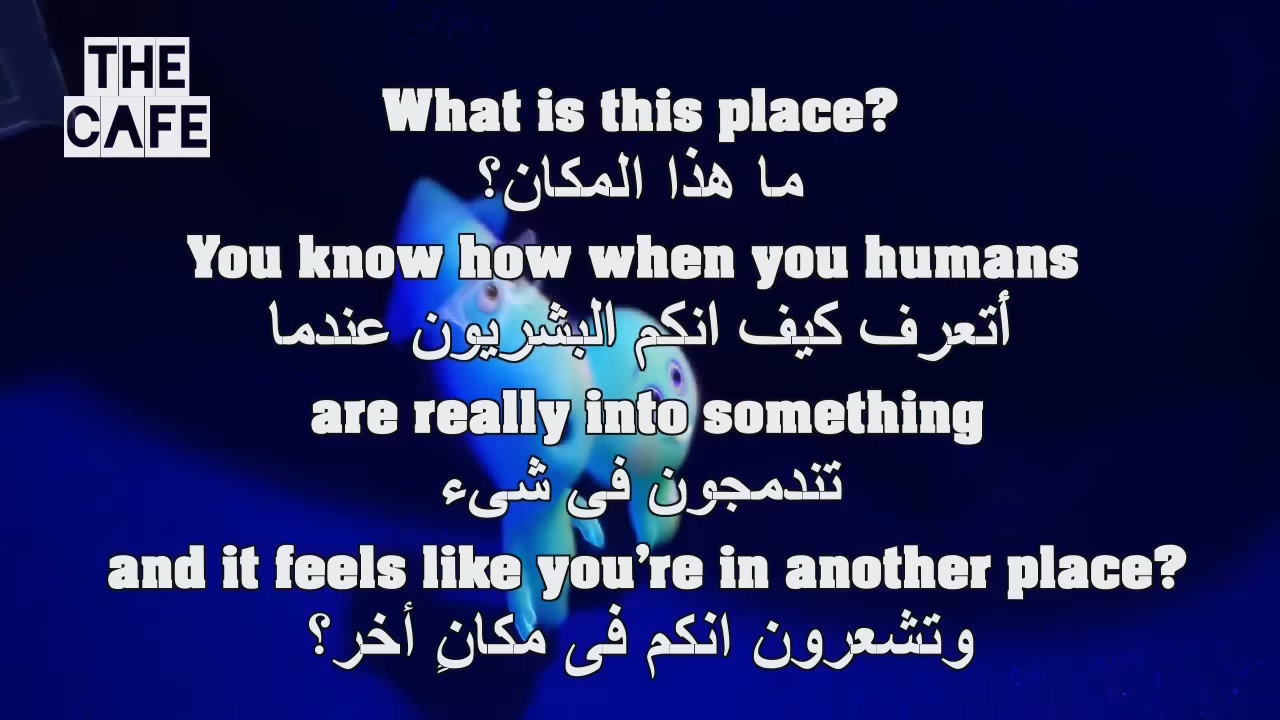 THE
CAFE
What is this place?
ما هذا المكان؟
You know how when you humans
أتعرف كيف انكم البشريون عندما
are really into something
تندمجون فى شىء
and it feels like you're in another place?
وتشعرون انكم فى مكانٍ أخر؟